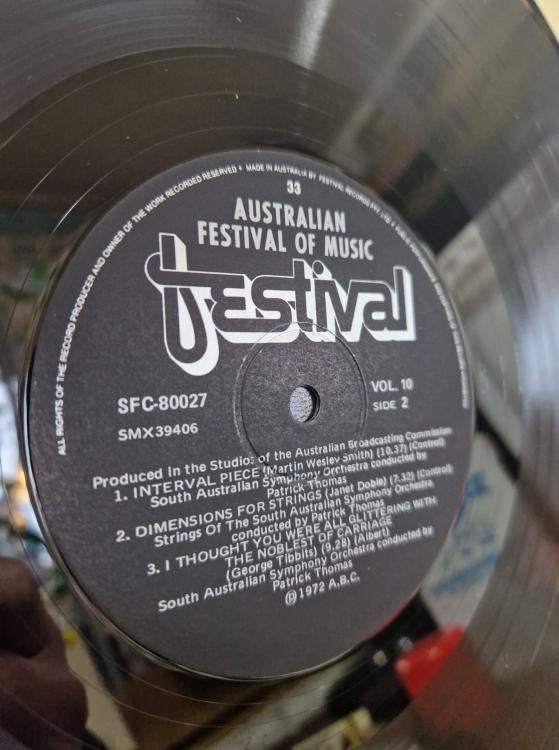 ALL RIGHTS OF THE RECORD PRODUCER AND OWNER OF THE WORK RECORDED RESERVED • MADE IN AUSTRALIA BY FESTIVAL RECORDS PTY. LTD • PUBLIC PERFORMANCE
33
AUSTRALIAN
FESTIVAL OF MUSIC
festival
SFC-80027
SMX39406
VOL. 10
SIDE 2
Produced in the Studios of the Australian Broadcasting Commission
1. INTERVAL PIECE (Martin Wesley Smith) (10.37) (Control)
South Australian Symphony Orchestra conducted by
Patrick Thomas
2. DIMENSIONS FOR STRINGS (Janet Dobie) (7.32) (Control)
Strings Of The South Australian Symphony Orchestra
conducted by Patrick Thomas
3. I THOUGHT YOU WERE ALL GLITTERING WITH
THE NOBLEST OF CARRIAGE
(George Tibbits) (9.28) (Albert)
South Australian Symphony Orchestra conducted by
Patrick Thomas
Ⓟ1972 A.B.C.